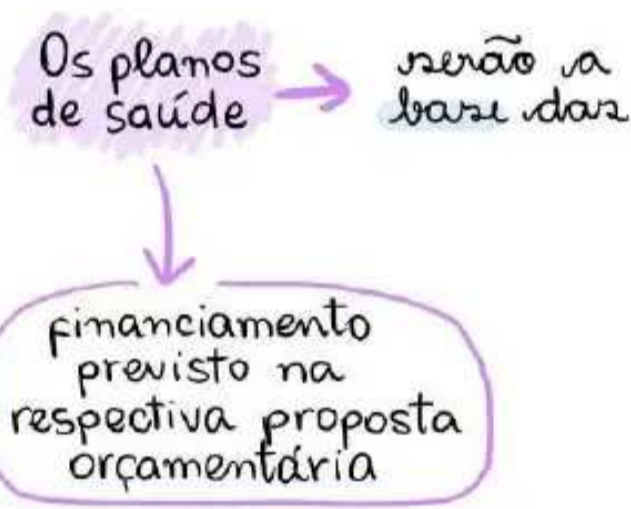 Os planos
de saúde
serão a
base das
financiamento
previsto na
respectiva proposta
orçamentária